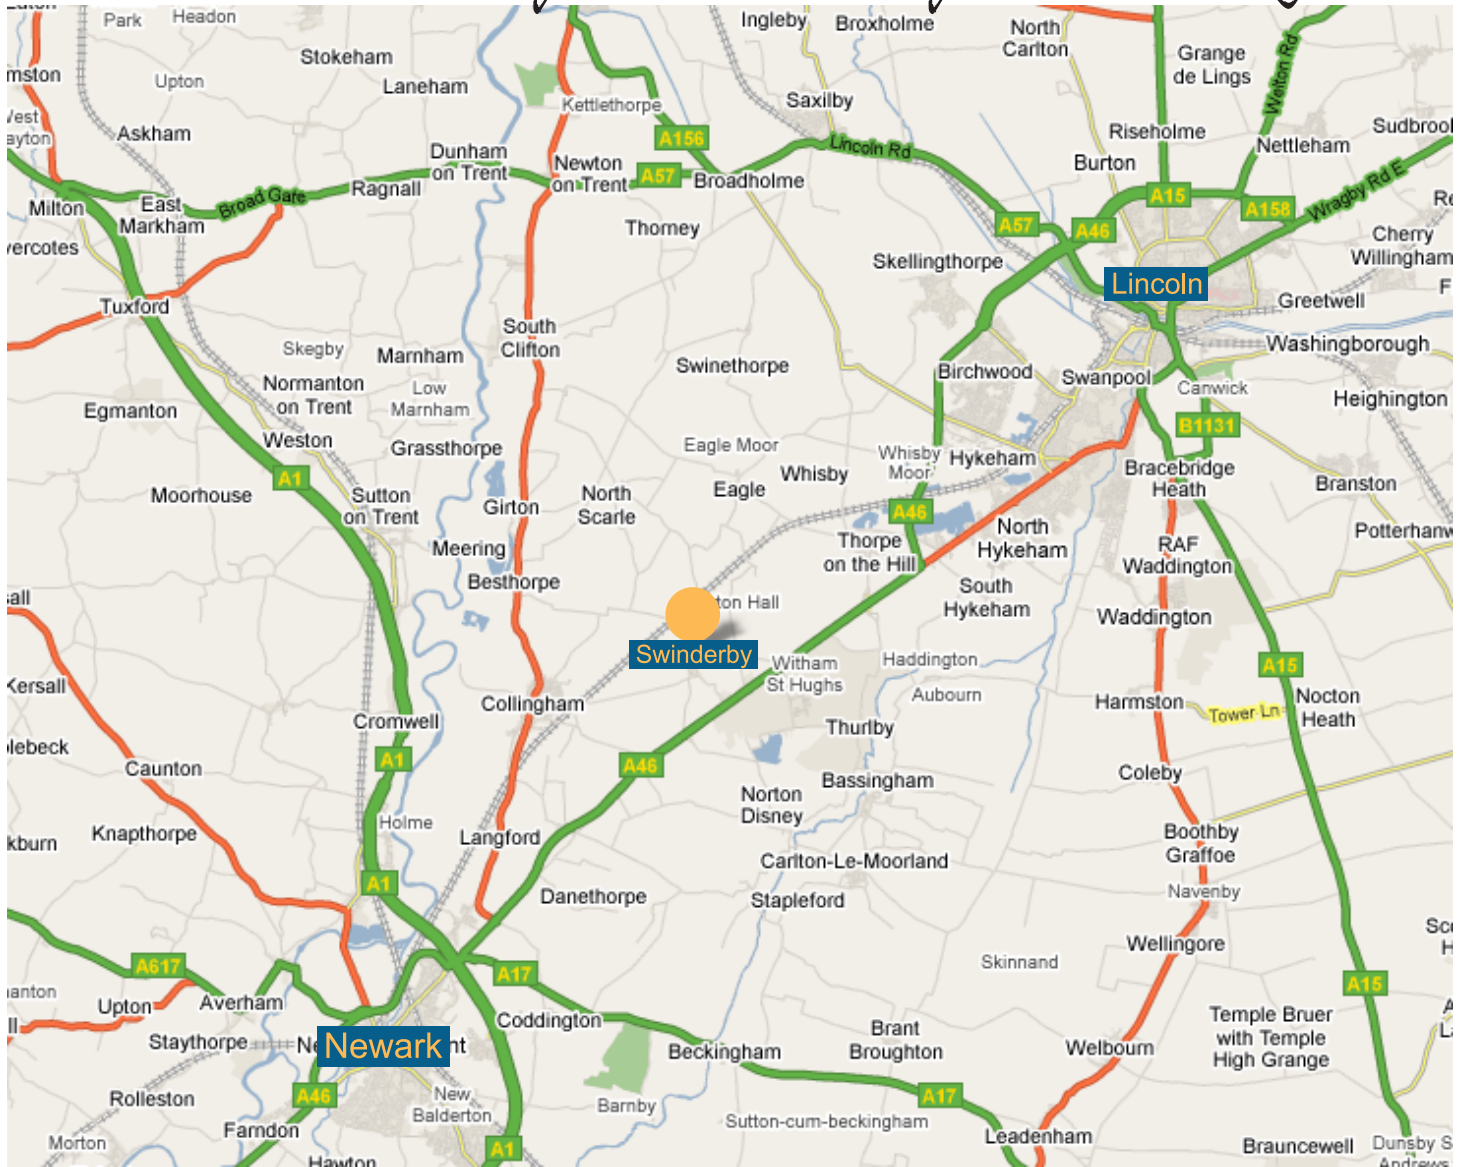 Park
Headon
Ingleby
Broxholme
North
Carlton
Grange
de Lings
Welton Rd
Stokeham
Upton
Laneham
Kettlethorpe
Saxilby
Riseholme
Nettleham
Askham
A156
Lincoln Rd
Dunham
on Trent
Newton
on Trent
A57
Broadholme
Burton
Wragby Rd E
Ragnall
Broad Gate
Milton
East
Markham
A15
A158
A57
A46
Thorney
Cherry
Willingham
Skellingthorpe
Lincoln
Greetwell
Tuxford
South
Clifton
Skegby
Marnham
Washingborough
Swinethorpe
Birchwood
Swanpool
Canwick
Normanton
on Trent
Low
Marnham
Heighington
Egmanton
B1131
Weston
Grassthorpe
Eagle Moor
Whisby
Moor
Hykeham
Bracebridge
Heath
A1
Whisby
Eagle
Branston
Moorhouse
Sutton
on Trent
Girton
North
Scarle
A46
North
Hykeham
Thorpe
on the Hill
RAF
Waddington
Meering
Besthorpe
South
Hykeham
Waddington
Swinderby
Witham
St Hughs
Haddington
A15
Aubourn
Kersall
Collingham
Harmston
Tower Ln
Nocton
Heath
Cromwell
Thurlby
A1
A46
Caunton
Coleby
Bassingham
Norton
Disney
Holme
Knapthorpe
Langford
Boothby
Graffoe
Carlton-Le-Moorland
A1
Danethorpe
Stapleford
Navenby
Wellingore
A617
A17
Skinnand
A15
Upton
Averham
Coddington
Temple Bruer
with Temple
High Grange
Staythorpe
Newark
Beckingham
Brant
Broughton
Welbourn
Rolleston
A46
New
Balderton
Barnby
A17
Sutton-cum-beckingham
Farndon
Morton
A1
Leadenham
Brauncewell
Hawton